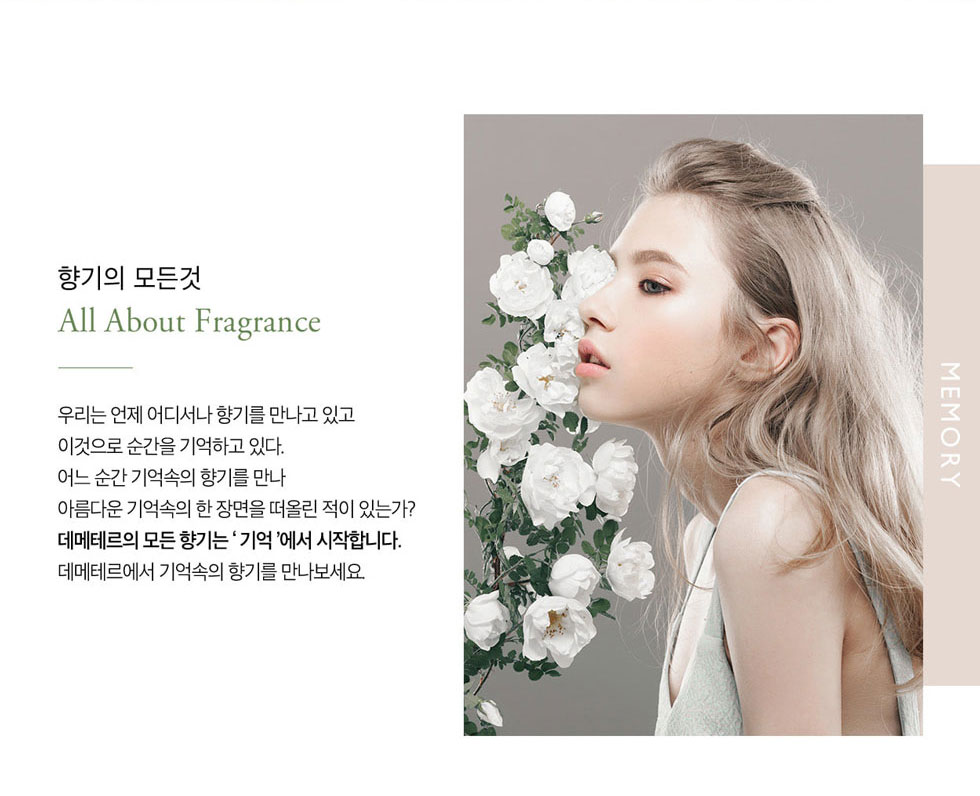 향기의 모든것
All About Fragrance
우리는 언제 어디서나 향기를 만나고 있고
이것으로 순간을 기억하고 있다.
어느 순간 기억속의 향기를 만나
아름다운 기억속의 한 장면을 떠올린 적이 있는가?
데메테르의 모든 향기는 ‘ 기억 ’에서 시작합니다.
데메테르에서 기억속의 향기를 만나보세요.
MEMORY